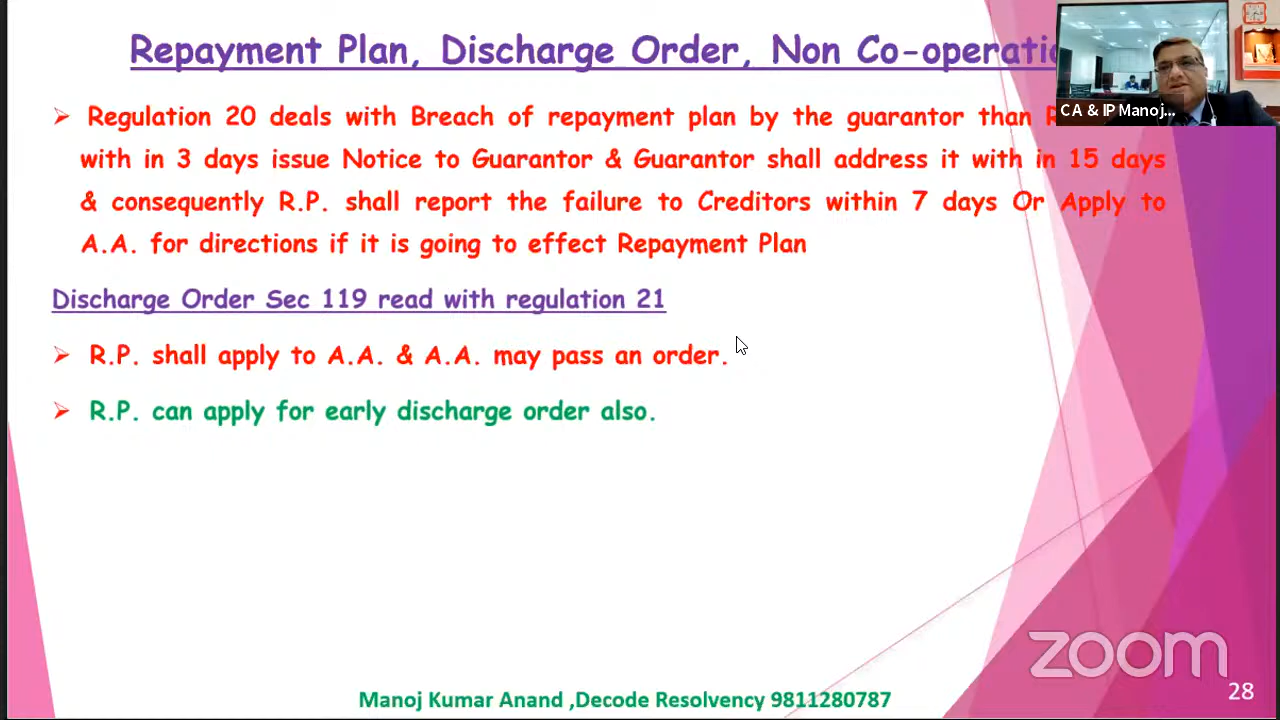 Repayment Plan, Discharge Order, Non Co-operatio
CA & IP Manoj...
➢ Regulation 20 deals with Breach of repayment plan by the guarantor than
with in 3 days issue Notice to Guarantor & Guarantor shall address it with in 15 days
& consequently R.P. shall report the failure to Creditors within 7 days Or Apply to
A.A. for directions if it is going to effect Repayment Plan
Discharge Order Sec 119 read with regulation 21
➢ R.P. shall apply to A.A. & A.A. may pass an order.
➢ R.P. can apply for early discharge order also.
zoom
Manoj Kumar Anand ,Decode Resolvency 9811280787
28